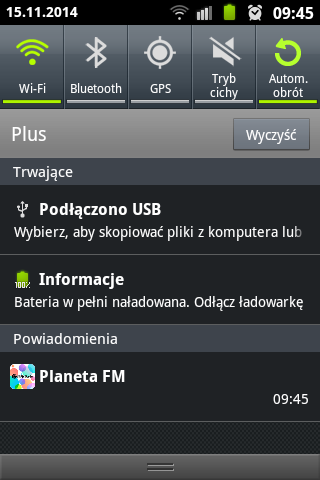 15.11.2014 09:45
Wi-Fi Bluetooth GPS Tryb cichy Autom. obrót
Plus Wyczyść
Trwające
Podłączono USB
Wybierz, aby skopiować pliki z komputera lub
100% Informacje
Bateria w pełni naładowana. Odłącz ładowarkę
Powiadomienia
Planeta FM
09:45